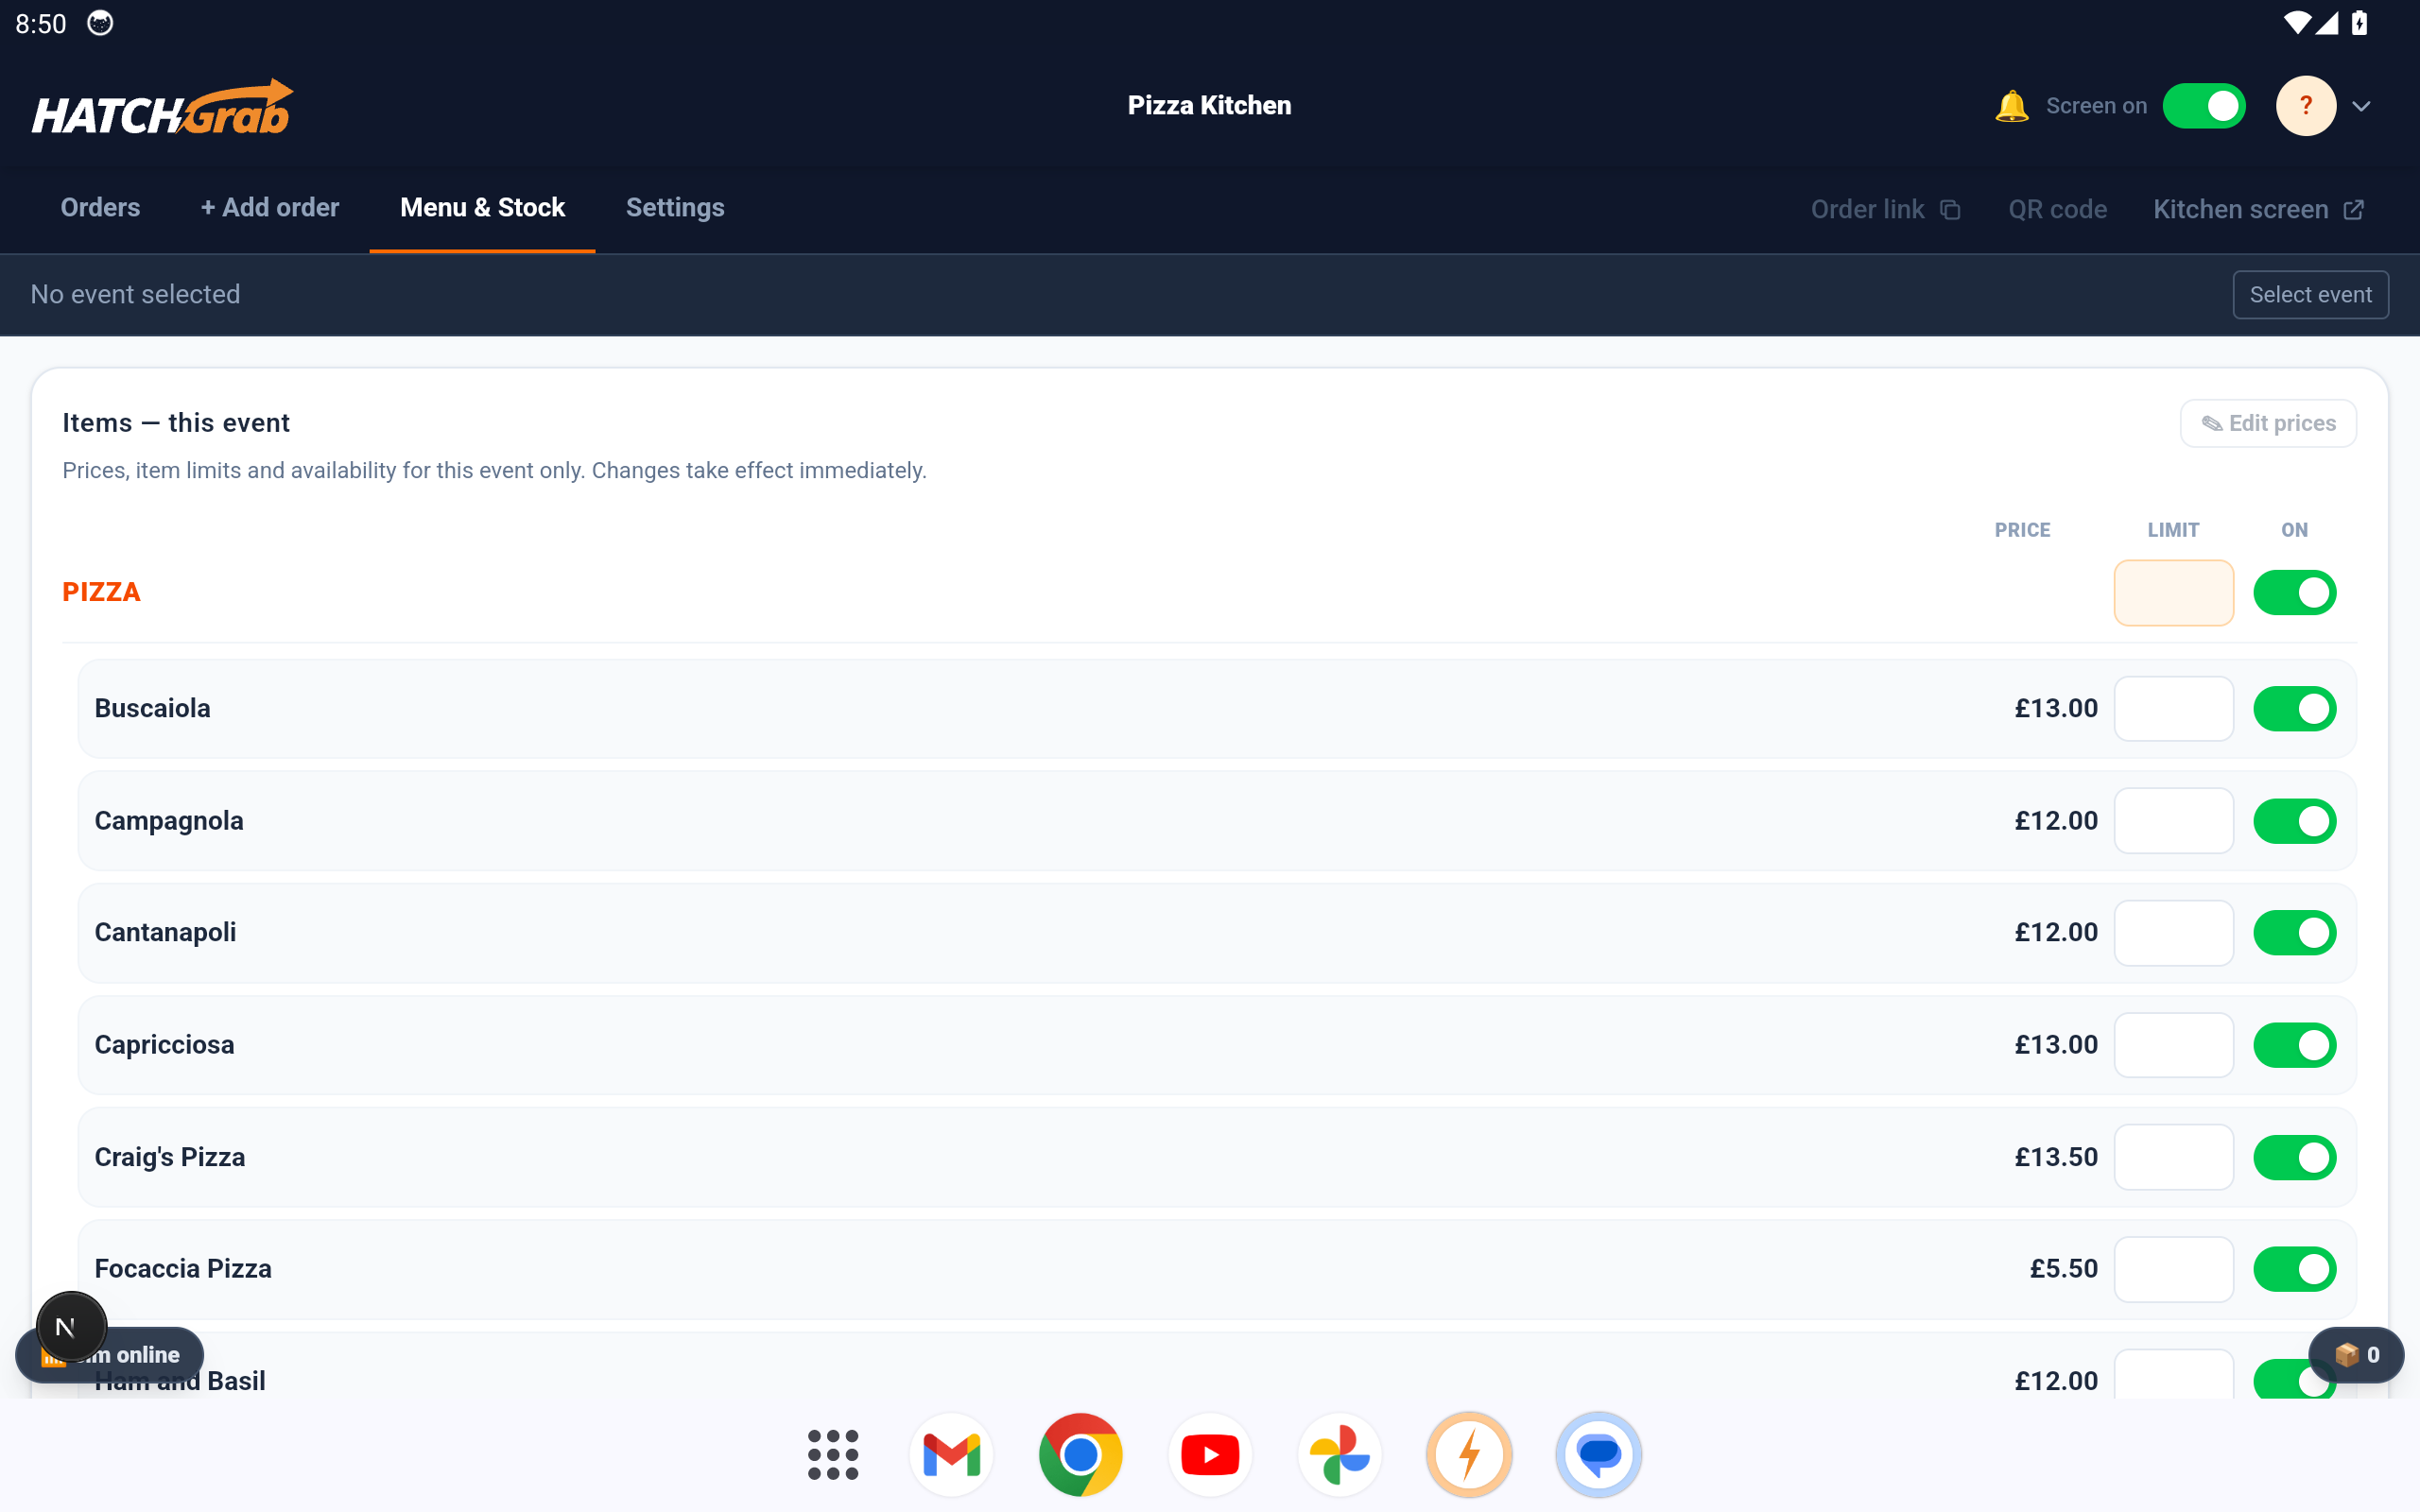 8:50
HATCHGrab
Pizza Kitchen
🔔 Screen on
?
Orders
+ Add order
Menu & Stock
Settings
Order link
QR code
Kitchen screen
No event selected
Select event
Items — this event
✎ Edit prices
Prices, item limits and availability for this event only. Changes take effect immediately.
PRICE LIMIT ON
PIZZA
Buscaiola £13.00
Campagnola £12.00
Cantanapoli £12.00
Capricciosa £13.00
Craig's Pizza £13.50
Focaccia Pizza £5.50
N
online
📦 0
Ham and Basil £12.00